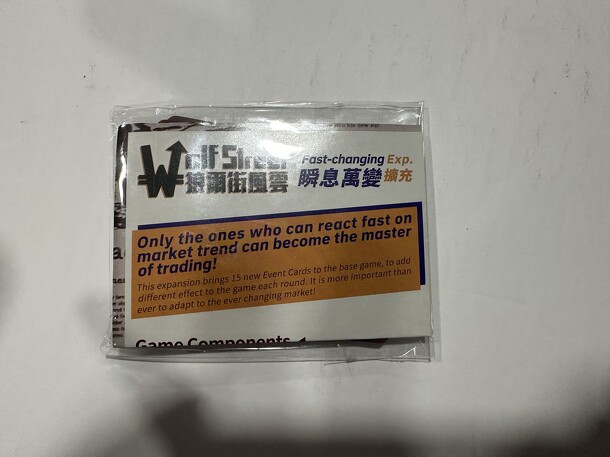 Wolf Street
狼爾街風雲
Fast-changing Exp.
瞬息萬變擴充
Only the ones who can react fast on
market trend can become the master
of trading!
This expansion brings 15 new Event Cards to the base game, to add
different effect to the game each round. It is more important than
ever to adapt to the ever changing market!
Game Components